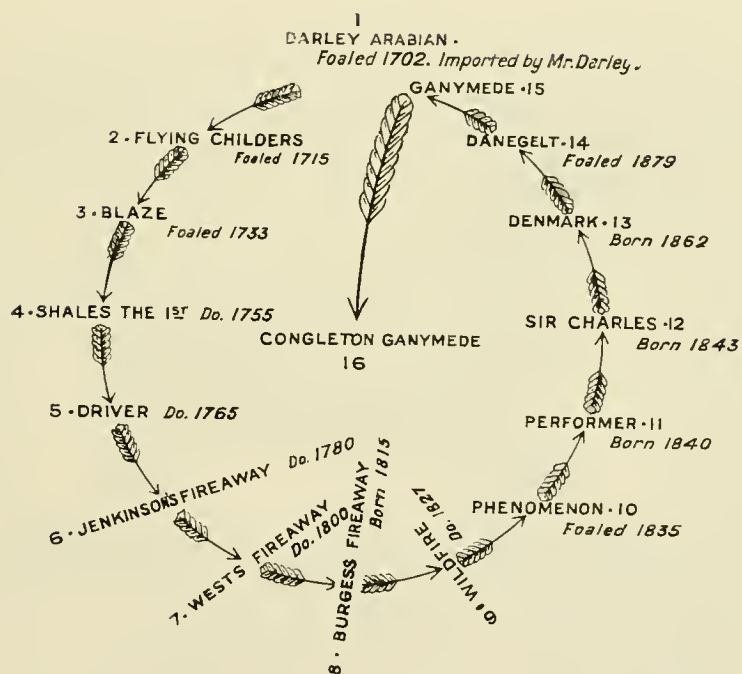 1
DARLEY ARABIAN.
Foaled 1702. Imported by Mr. Darley.
2. FLYING CHILDERS
Foaled 1715
3. BLAZE
Foaled 1733
4. SHALES THE 1ST Do. 1755
5. DRIVER Do. 1765
6. JENKINSONS FIREAWAY Do. 1780
7. WESTS FIREAWAY
Do. 1800
8. BURGESS FIREAWAY
Born 1815
9. WILDFIRE
Do. 1827
PHENOMENON. 10
Foaled 1835
PERFORMER. 11
Born 1840
SIR CHARLES. 12
Born 1843
DENMARK. 13
Born 1862
DANEGELT. 14
Foaled 1879
GANYMEDE. 15
CONGLETON GANYMEDE
16